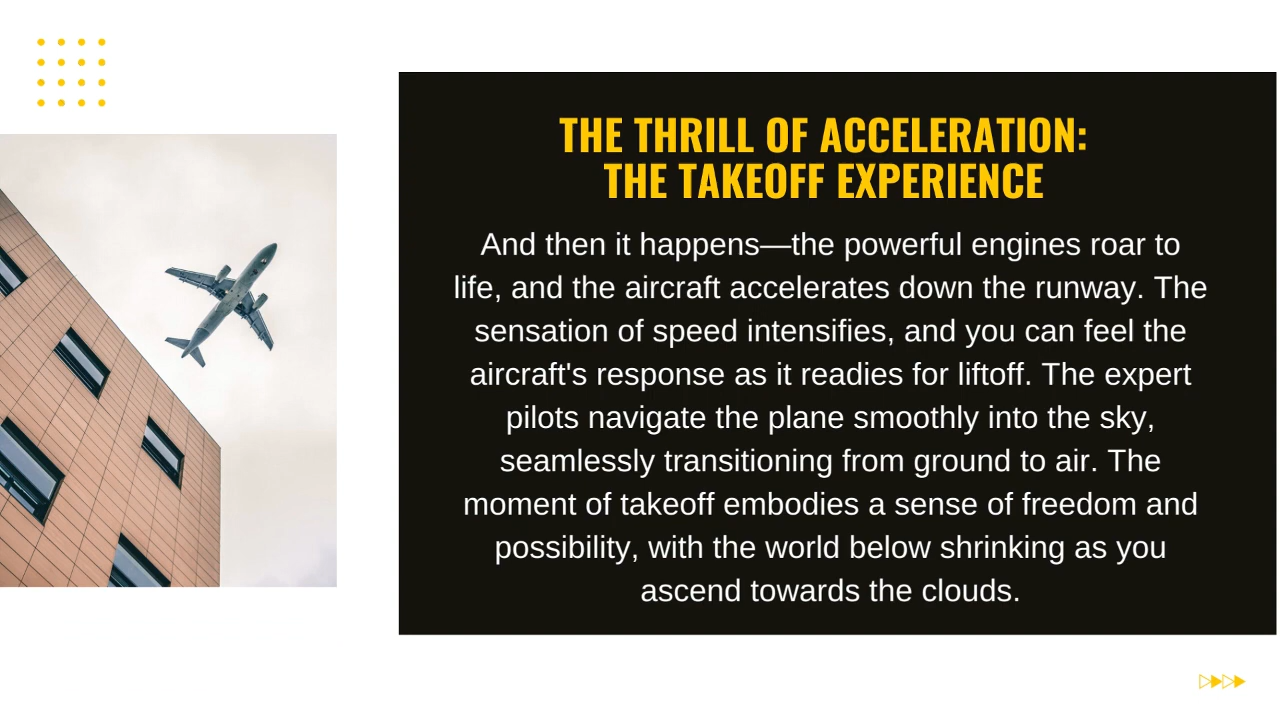 THE THRILL OF ACCELERATION:
THE TAKEOFF EXPERIENCE
And then it happens—the powerful engines roar to
life, and the aircraft accelerates down the runway. The
sensation of speed intensifies, and you can feel the
aircraft's response as it readies for liftoff. The expert
pilots navigate the plane smoothly into the sky,
seamlessly transitioning from ground to air. The
moment of takeoff embodies a sense of freedom and
possibility, with the world below shrinking as you
ascend towards the clouds.